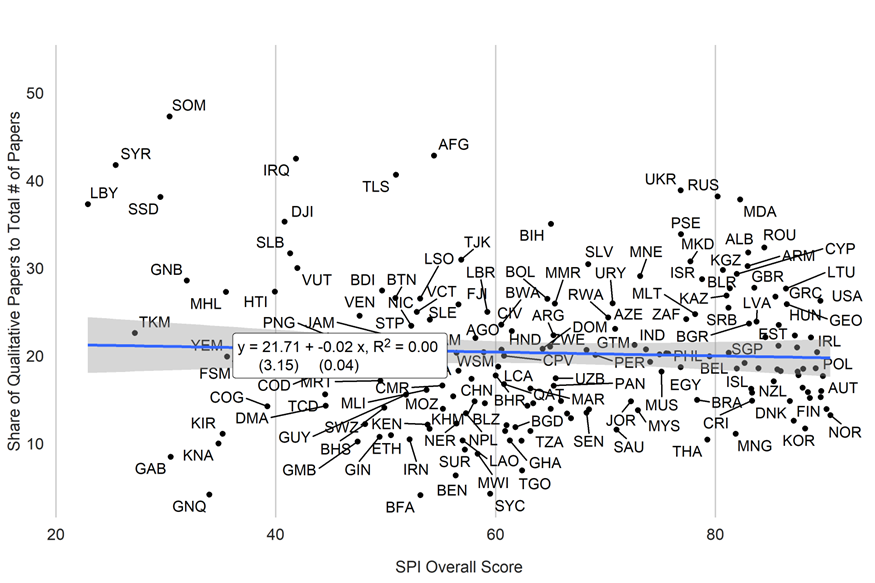 50
SOM
AFG
SYR
IRQ
40
TLS
UKR
RUS
LBY
SSD
MDA
DJI
PSE
BIH
ALB
ROU
TJK
MKD
SLB
SLV
MNE
KGZ
ARM
CYP
30
LSO
ISR
GNB
VUT
BDI
BTN
LBR
BOL
MMR
URY
BLR
GBR
LTU
MHL
HTI
VCT
FJI
BWA
RWA
MLT
KAZ
LVA
GRC
USA
VEN
NIC
SLE
CIV
ARG
AZE
ZAF
SRB
HUN
GEO
TKM
PNG
JAM
STP
AGO
DOM
BGR
EST
YEM
y = 21.71 + -0.02 x, R² = 0.00
(3.15) (0.04)
HND
ZWE
GTM
IND
IRL
20
WSM
CPV
PER
PHL
SGP
POL
FSM
LCA
BEL
COD
MRT
CMR
CHN
UZB
PAN
EGY
ISL
NZL
AUT
COG
TCD
MLI
MOZ
BHR
QAT
MAR
MUS
BRA
DNK
FIN
DMA
KIR
GUY
SWZ
KEN
KHM
BLZ
BGD
JOR
MYS
CRI
NOR
KNA
BHS
ETH
NER
NPL
TZA
SEN
SAU
THA
MNG
KOR
10
GAB
GMB
GIN
IRN
SUR
LAO
GHA
GNQ
BFA
BEN
MWI
TGO
SYC
20
40
60
80
SPI Overall Score
Share of Qualitative Papers to Total # of Papers